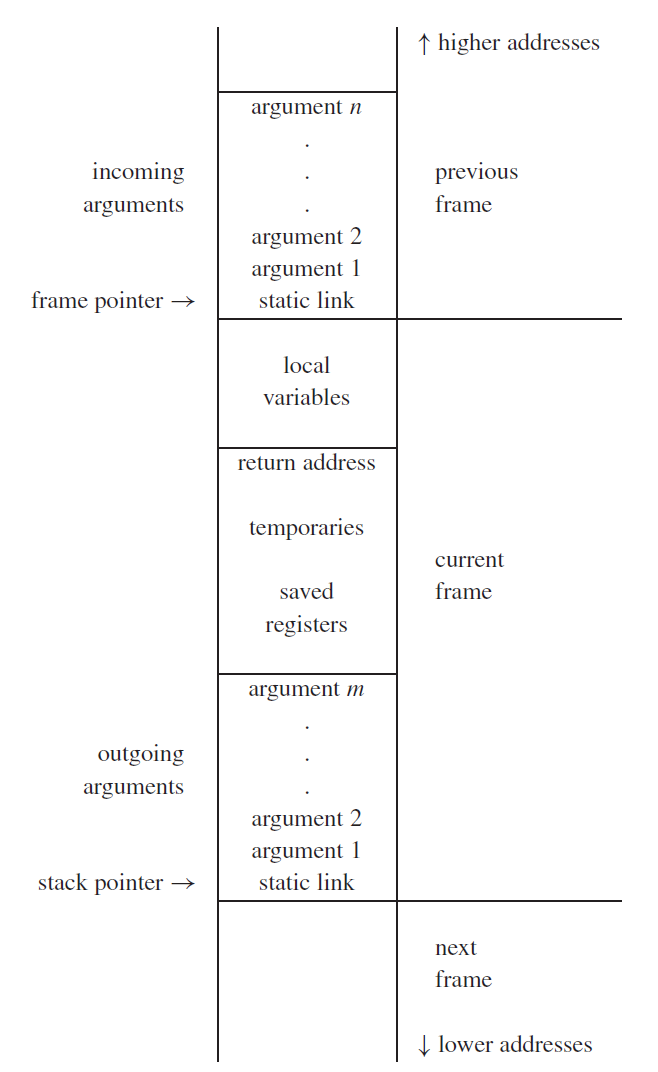 ↑ higher addresses
argument n
.
incoming
.
previous
arguments
.
frame
argument 2
argument 1
frame pointer →
static link
local
variables
return address
temporaries
current
saved
frame
registers
argument m
.
outgoing
.
arguments
.
argument 2
argument 1
stack pointer →
static link
next
frame
↓ lower addresses